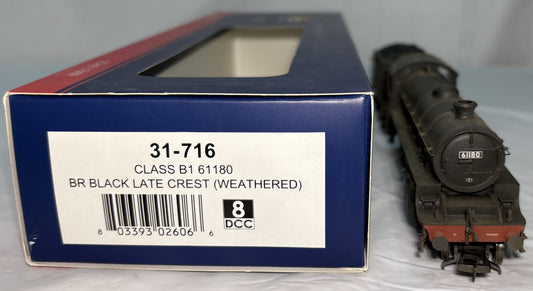 31-716
CLASS B1 61180
BR BLACK LATE CREST (WEATHERED)
8
DCC
8 03393 02606 6
61180